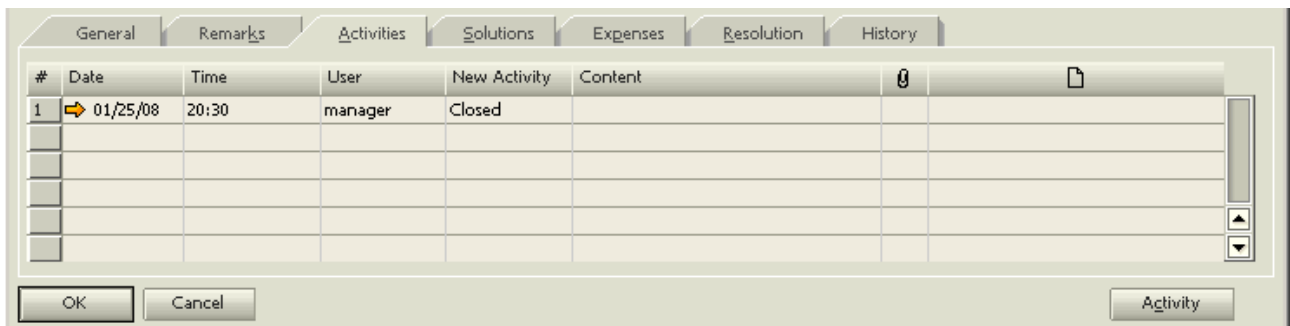 General Remarks Activities Solutions Expenses Resolution History
# Date Time User New Activity Content
1 01/25/08 20:30 manager Closed
OK Cancel Activity